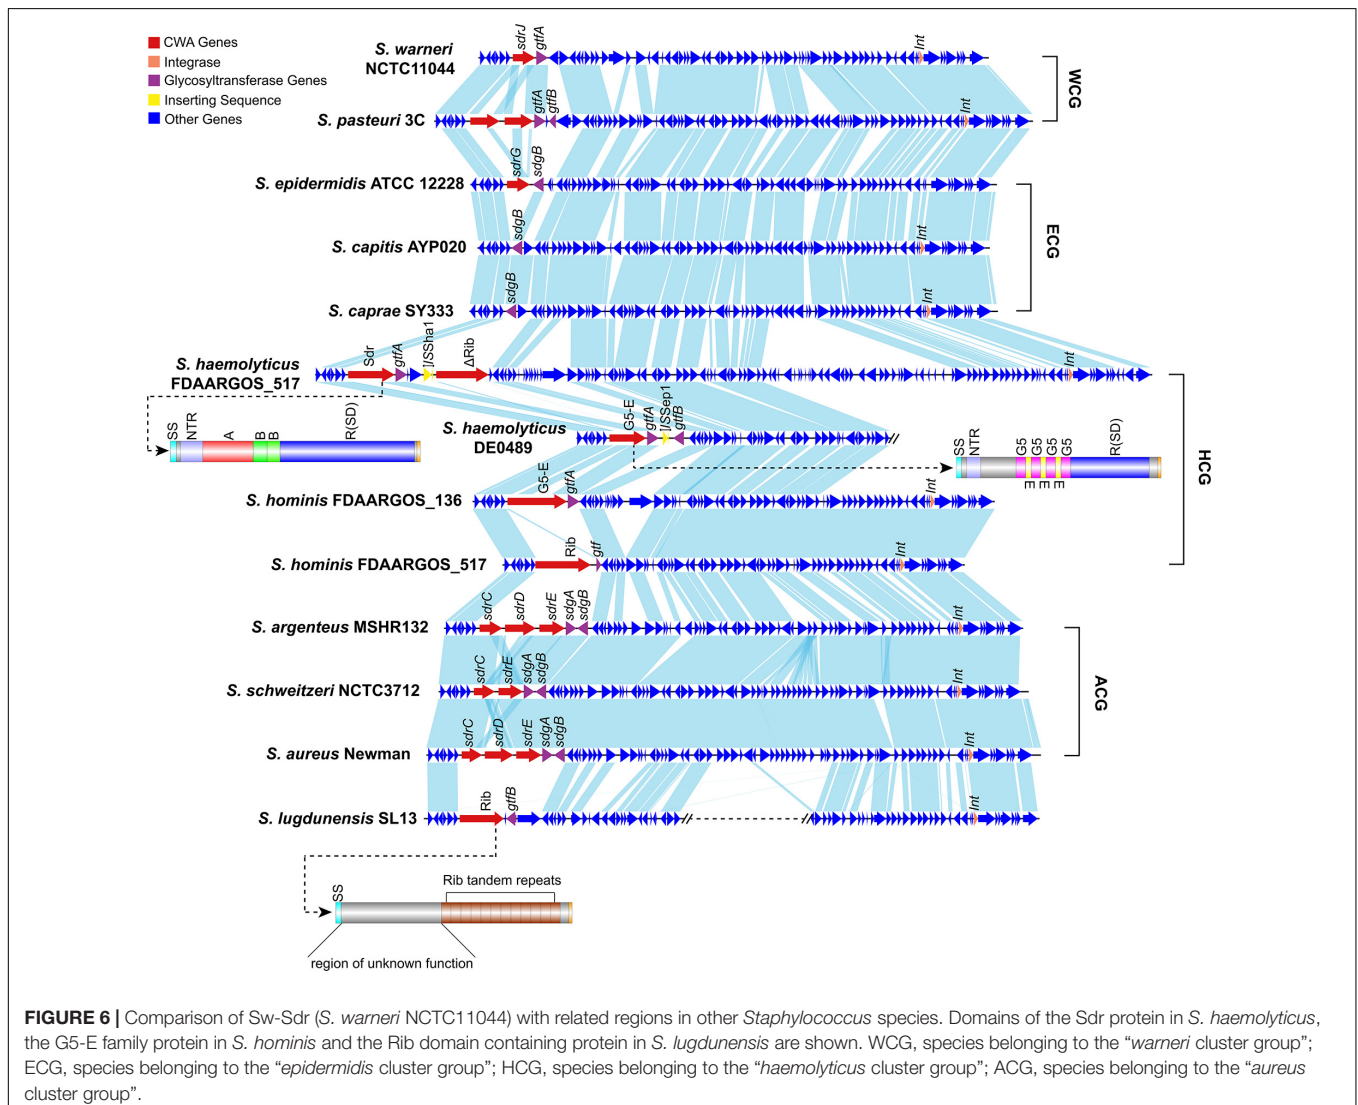 CWA Genes
Integrase
Glycosyltransferase Genes
Inserting Sequence
Other Genes
S. warneri
NCTC11044
sdrJ
gtfA
Int
WCG
S. pasteuri 3C
gtfA
gtfB
Int
S. epidermidis ATCC 12228
sdrG
sdgB
ECG
S. capitis AYP020
sdgB
Int
S. caprae SY333
sdgB
Int
S. haemolyticus
FDAARGOS_517
Sdr
gtfA
ISSha1
ΔRib
Int
HCG
SS
NTR
A
B
B
R(SD)
S. haemolyticus
DE0489
G5-E
gtfA
ISSep1
gtfB
SS
NTR
G5
G5
G5
G5
E
E
E
R(SD)
S. hominis FDAARGOS_136
G5-E
gtfA
Int
S. hominis FDAARGOS_517
Rib
gtf
Int
S. argenteus MSHR132
sdrC
sdrD
sdrE
sdgA
sdgB
Int
ACG
S. schweitzeri NCTC3712
sdrC
sdrE
sdgA
sdgB
Int
S. aureus Newman
sdrC
sdrD
sdrE
sdgA
sdgB
Int
S. lugdunensis SL13
Rib
gtfB
Int
SS
Rib tandem repeats
region of unknown function
FIGURE 6 | Comparison of Sw-Sdr (S. warneri NCTC11044) with related regions in other Staphylococcus species. Domains of the Sdr protein in S. haemolyticus,
the G5-E family protein in S. hominis and the Rib domain containing protein in S. lugdunensis are shown. WCG, species belonging to the “warneri cluster group”;
ECG, species belonging to the “epidermidis cluster group”; HCG, species belonging to the “haemolyticus cluster group”; ACG, species belonging to the “aureus
cluster group”.